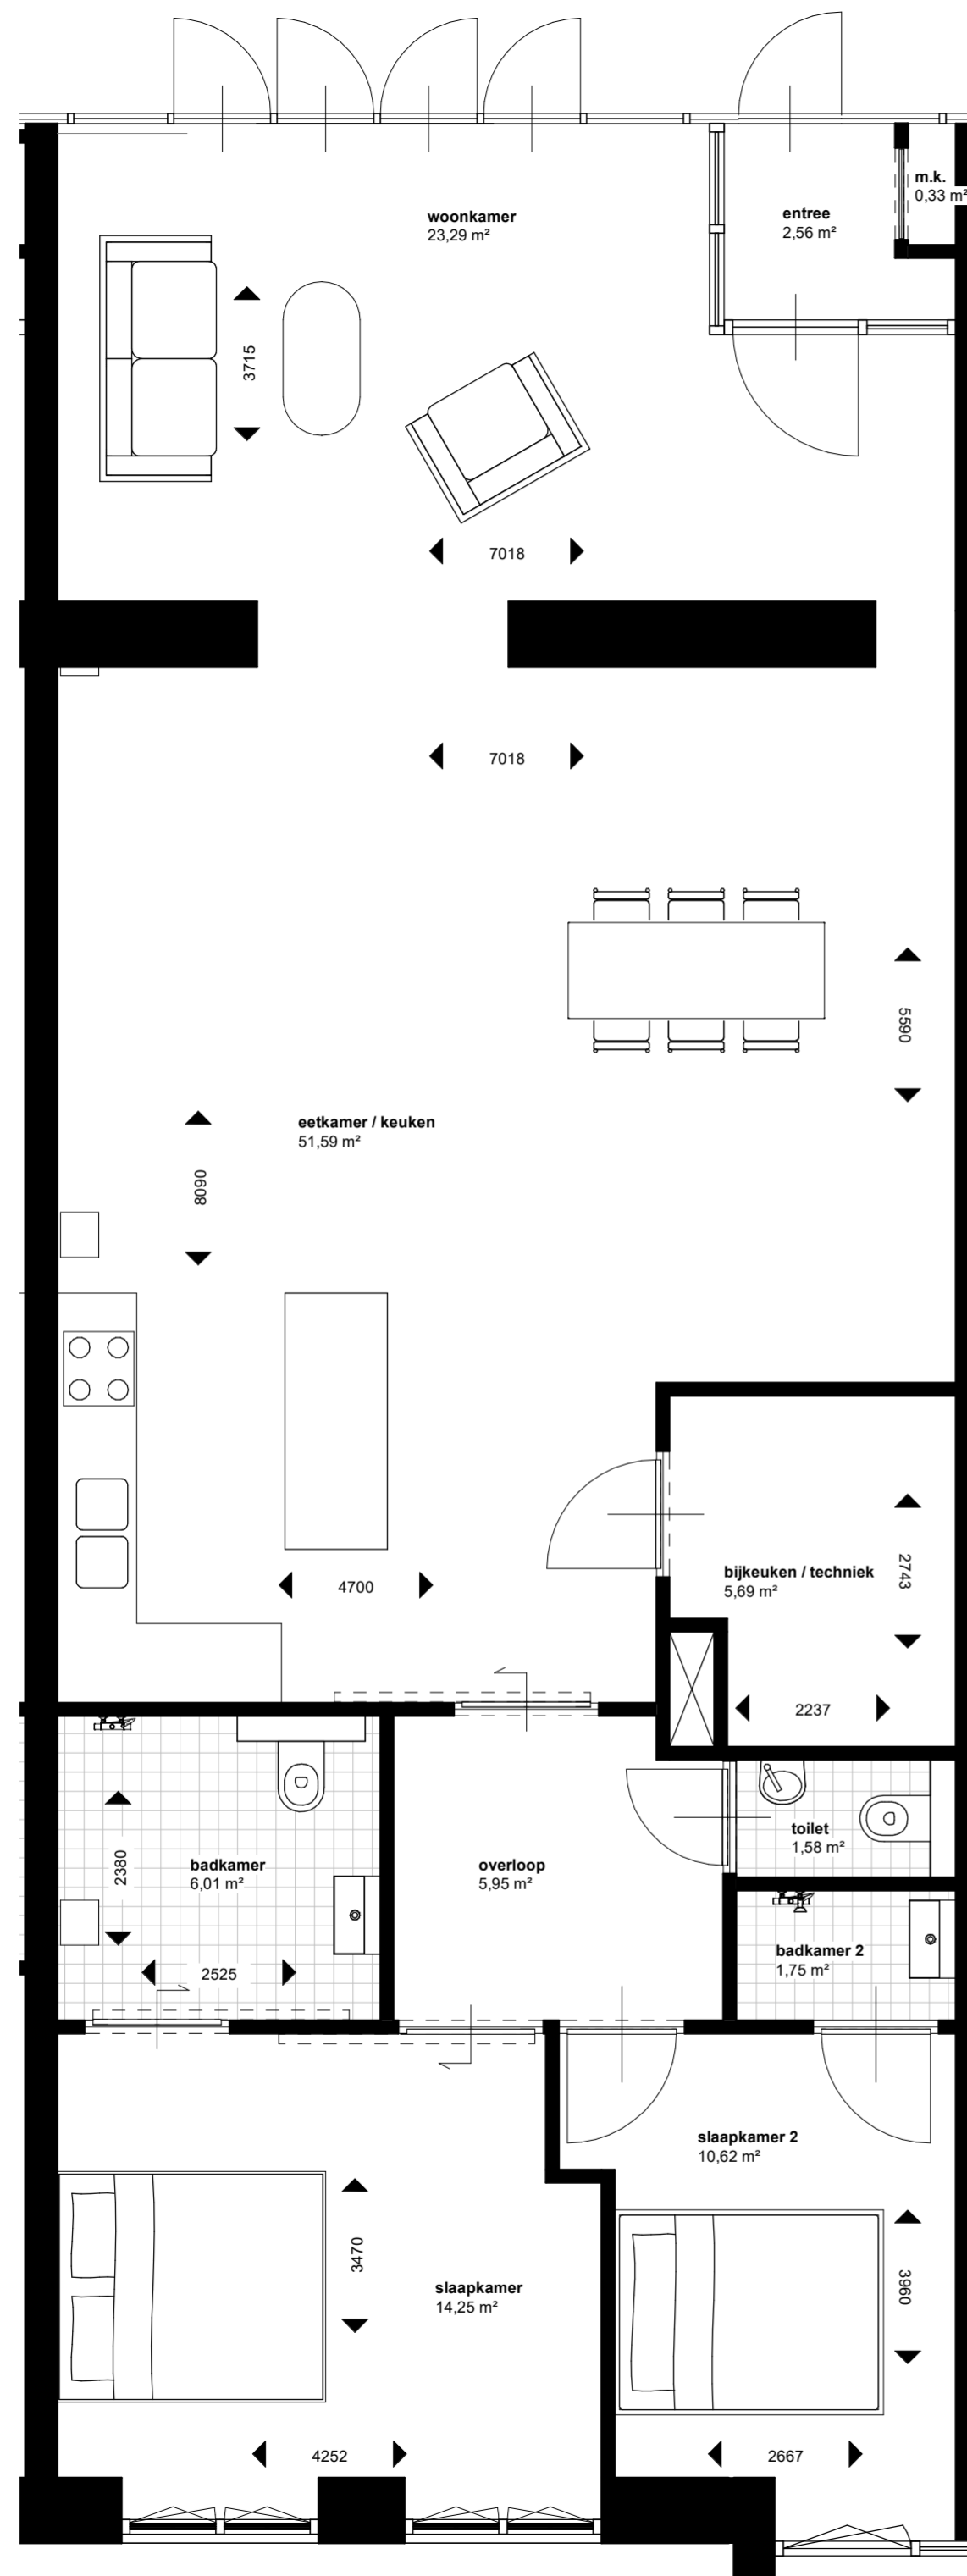 m.k.
0,33 m²
woonkamer
23,29 m²
entree
2,56 m²
3715
7018
7018
5590
eetkamer / keuken
51,59 m²
8090
bijkeuken / techniek
5,69 m²
2743
4700
2237
toilet
1,58 m²
badkamer
6,01 m²
2380
overloop
5,95 m²
badkamer 2
1,75 m²
2525
slaapkamer 2
10,62 m²
3470
slaapkamer
14,25 m²
3960
4252
2667